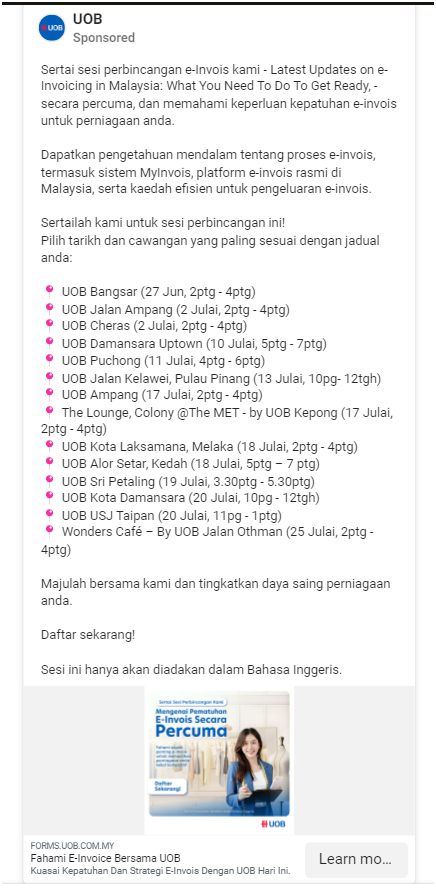 UOB
UOB
Sponsored
Sertai sesi perbincangan e-Invois kami - Latest Updates on e-
Invoicing in Malaysia: What You Need To Do To Get Ready, -
secara percuma, dan memahami keperluan kepatuhan e-invois
untuk perniagaan anda.
Dapatkan pengetahuan mendalam tentang proses e-invois,
termasuk sistem MyInvois, platform e-invois rasmi di
Malaysia, serta kaedah efisien untuk pengeluaran e-invois.
Sertailah kami untuk sesi perbincangan ini!
Pilih tarikh dan cawangan yang paling sesuai dengan jadual
anda:
UOB Bangsar (27 Jun, 2ptg - 4ptg)
UOB Jalan Ampang (2 Julai, 2ptg - 4ptg)
UOB Cheras (2 Julai, 2ptg - 4ptg)
UOB Damansara Uptown (10 Julai, 5ptg - 7ptg)
UOB Puchong (11 Julai, 4ptg - 6ptg)
UOB Jalan Kelawei, Pulau Pinang (13 Julai, 10pg- 12tgh)
UOB Ampang (17 Julai, 2ptg - 4ptg)
The Lounge, Colony @The MET - by UOB Kepong (17 Julai,
2ptg - 4ptg)
UOB Kota Laksamana, Melaka (18 Julai, 2ptg - 4ptg)
UOB Alor Setar, Kedah (18 Julai, 5ptg – 7 ptg)
UOB Sri Petaling (19 Julai, 3.30ptg - 5.30ptg)
UOB Kota Damansara (20 Julai, 10pg - 12tgh)
UOB USJ Taipan (20 Julai, 11pg - 1ptg)
Wonders Café – By UOB Jalan Othman (25 Julai, 2ptg -
4ptg)
Majulah bersama kami dan tingkatkan daya saing perniagaan
anda.
Daftar sekarang!
Sesi ini hanya akan diadakan dalam Bahasa Inggeris.
Sertai Sesi Perbincangan Kami
Mengenai Pematuhan
E-Invois Secara
Percuma
Daftar
Sekarang!
UOB
FORMS.UOB.COM.MY
Fahami E-Invoice Bersama UOB
Kuasai Kepatuhan Dan Strategi E-Invois Dengan UOB Hari Ini.
Learn mo...